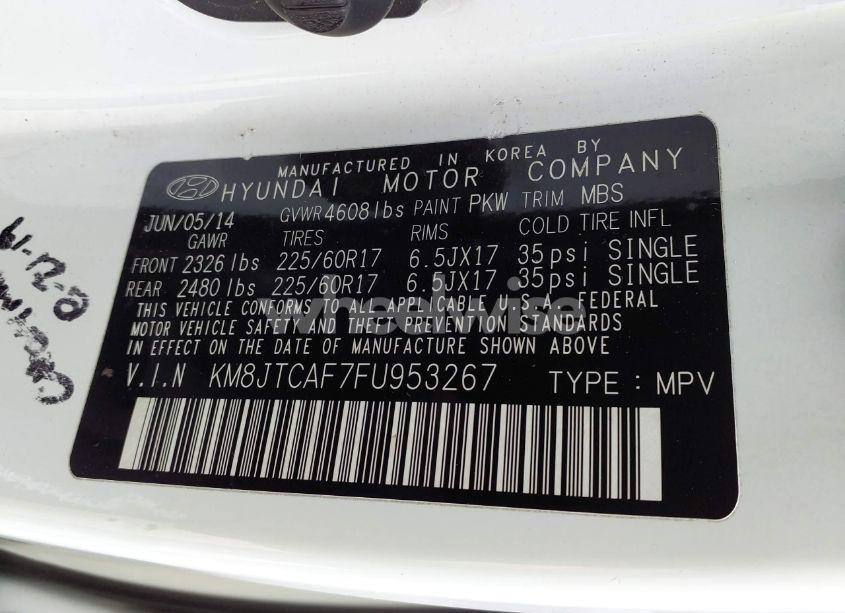 MANUFACTURED IN KOREA BY
HYUNDAI MOTOR COMPANY
JUN/05/14 GVWR 4608lbs PAINT PKW TRIM MBS
GAWR TIRES RIMS COLD TIRE INFL
FRONT 2326 lbs 225/60R17 6.5JX17 35psi SINGLE
REAR 2480 lbs 225/60R17 6.5JX17 35psi SINGLE
THIS VEHICLE CONFORMS TO ALL APPLICABLE U.S.A. FEDERAL
MOTOR VEHICLE SAFETY AND THEFT PREVENTION STANDARDS
IN EFFECT ON THE DATE OF MANUFACTURE SHOWN ABOVE
V.I.N KM8JTCAF7FU953267 TYPE : MPV
wheelwise